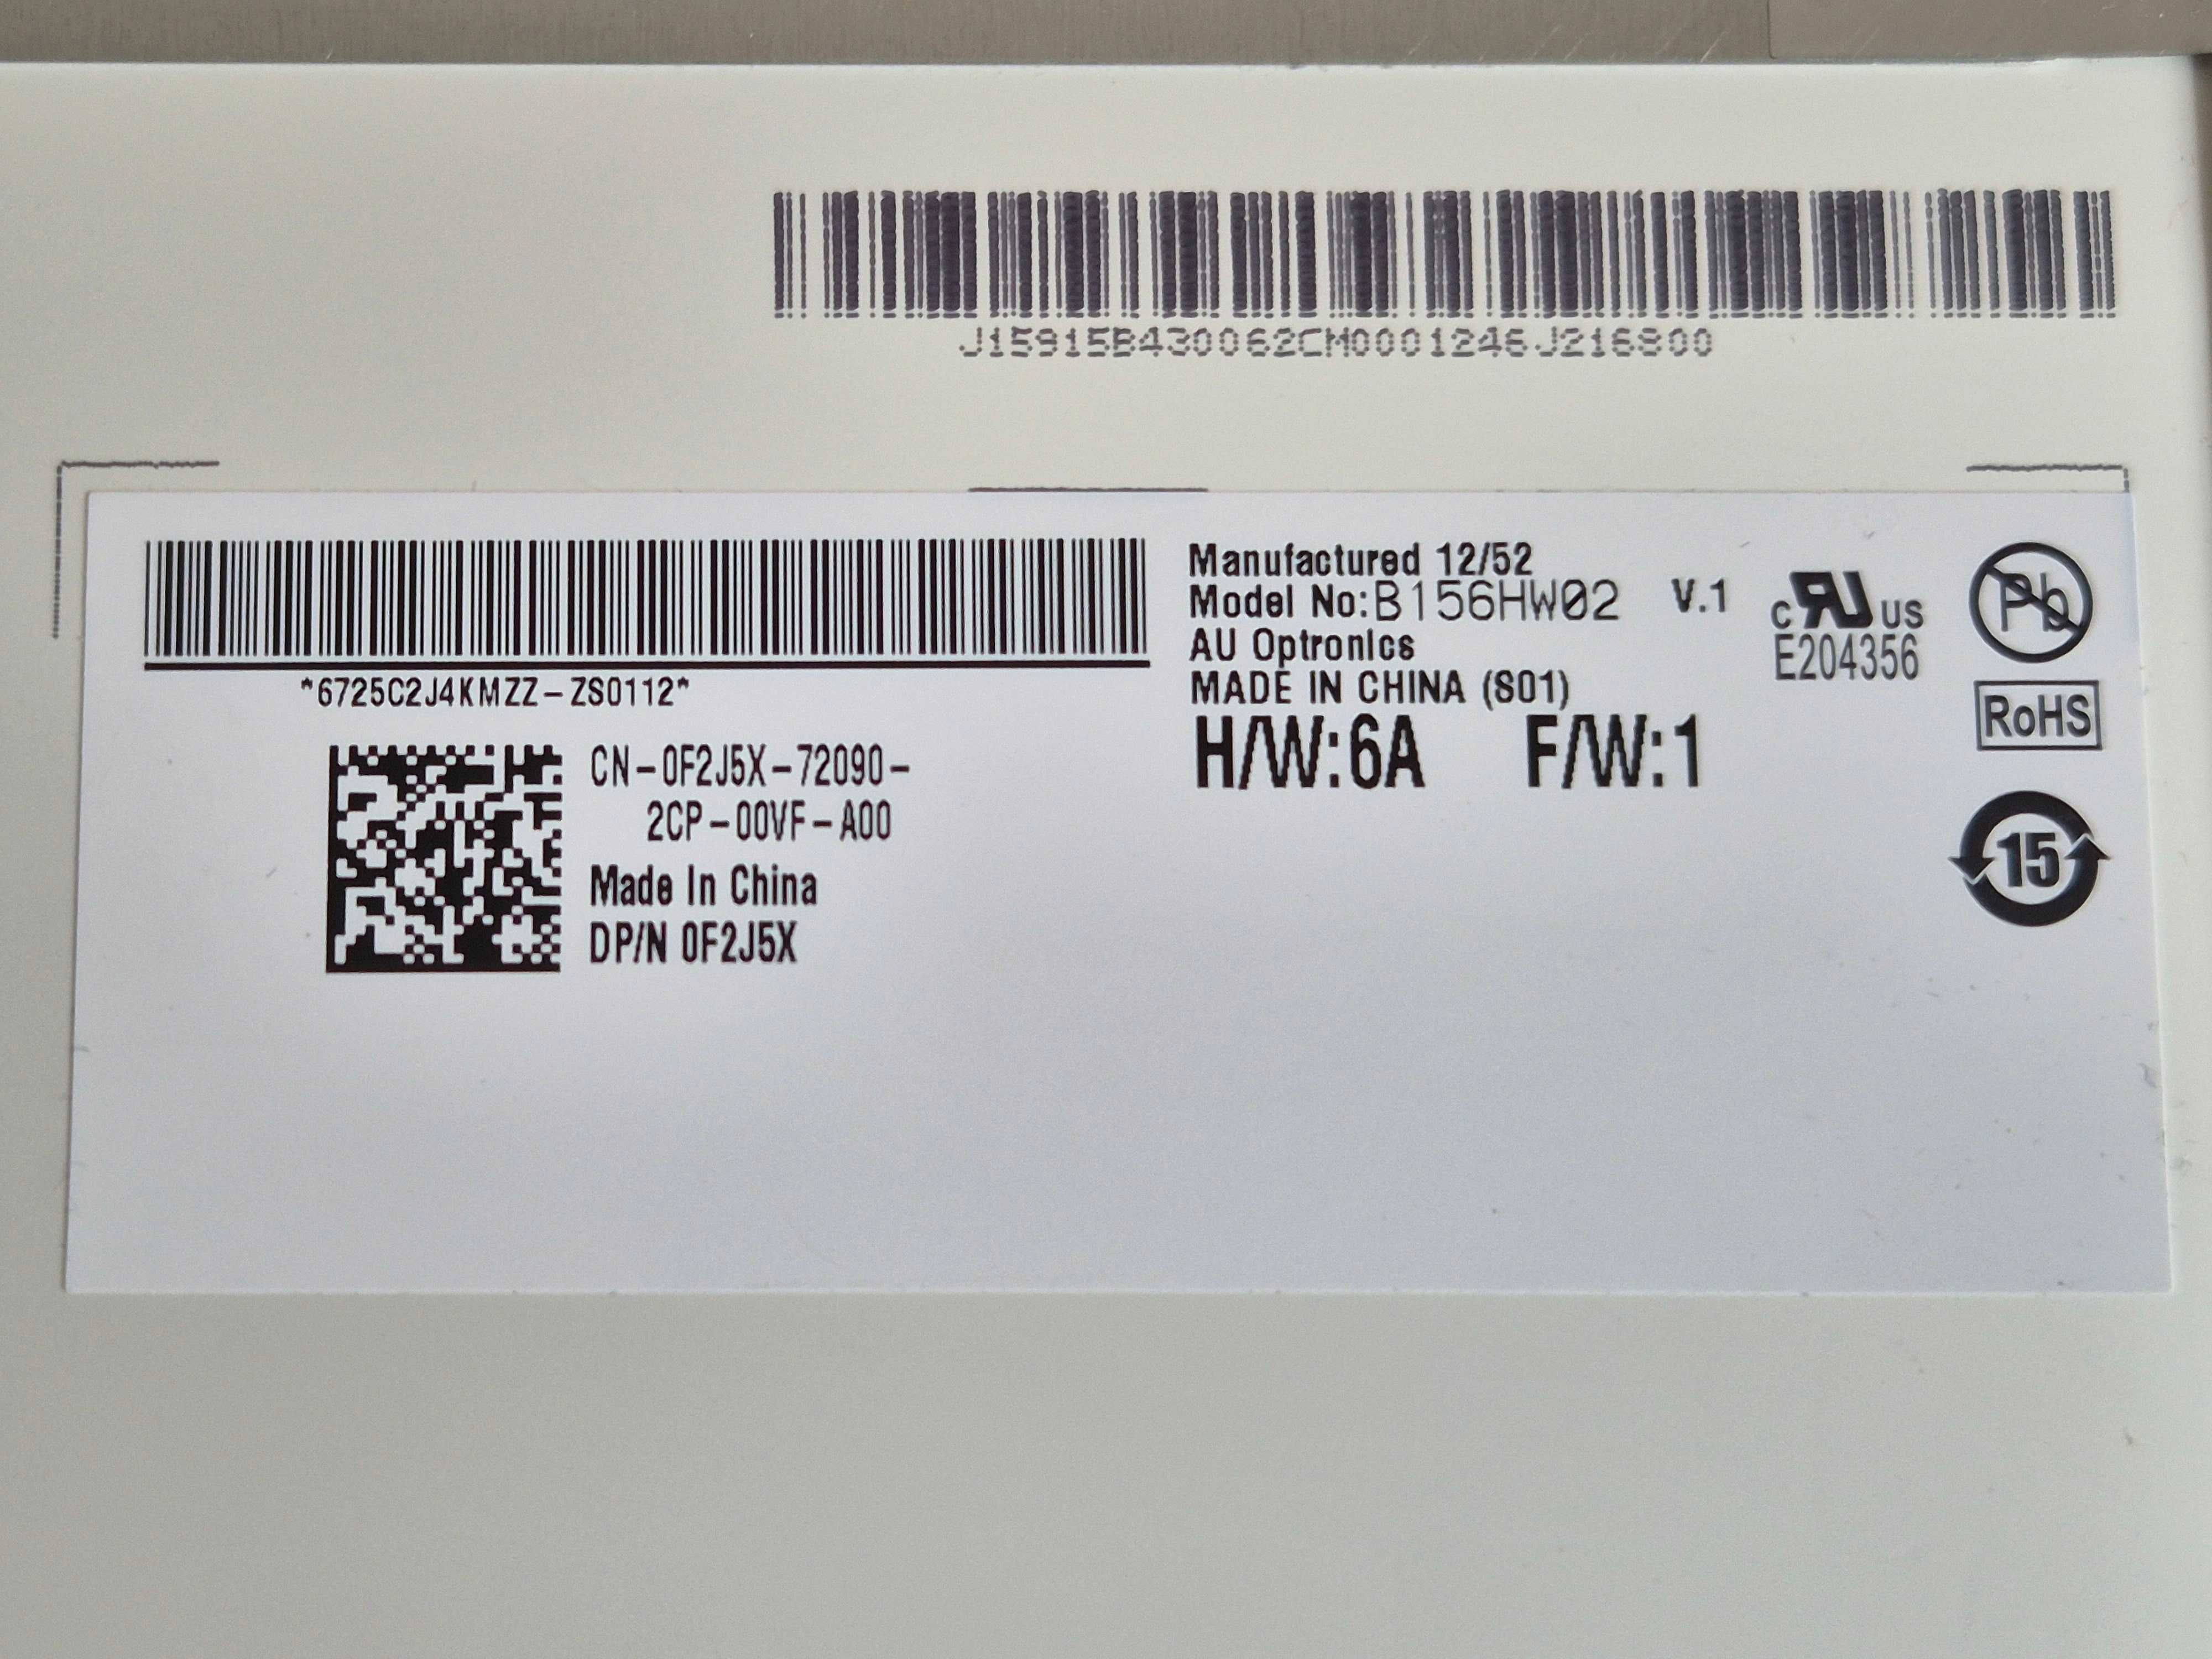 J15915B430062CM0001246J216800
Manufactured 12/52
Model No:B156HW02 V.1
AU Optronics
MADE IN CHINA (S01)
H/W:6A F/W:1
c RU US
E204356
Pb
RoHS
15
*6725C2J4KMZZ-ZS0112*
CN-0F2J5X-72090-
2CP-00VF-A00
Made In China
DP/N 0F2J5X